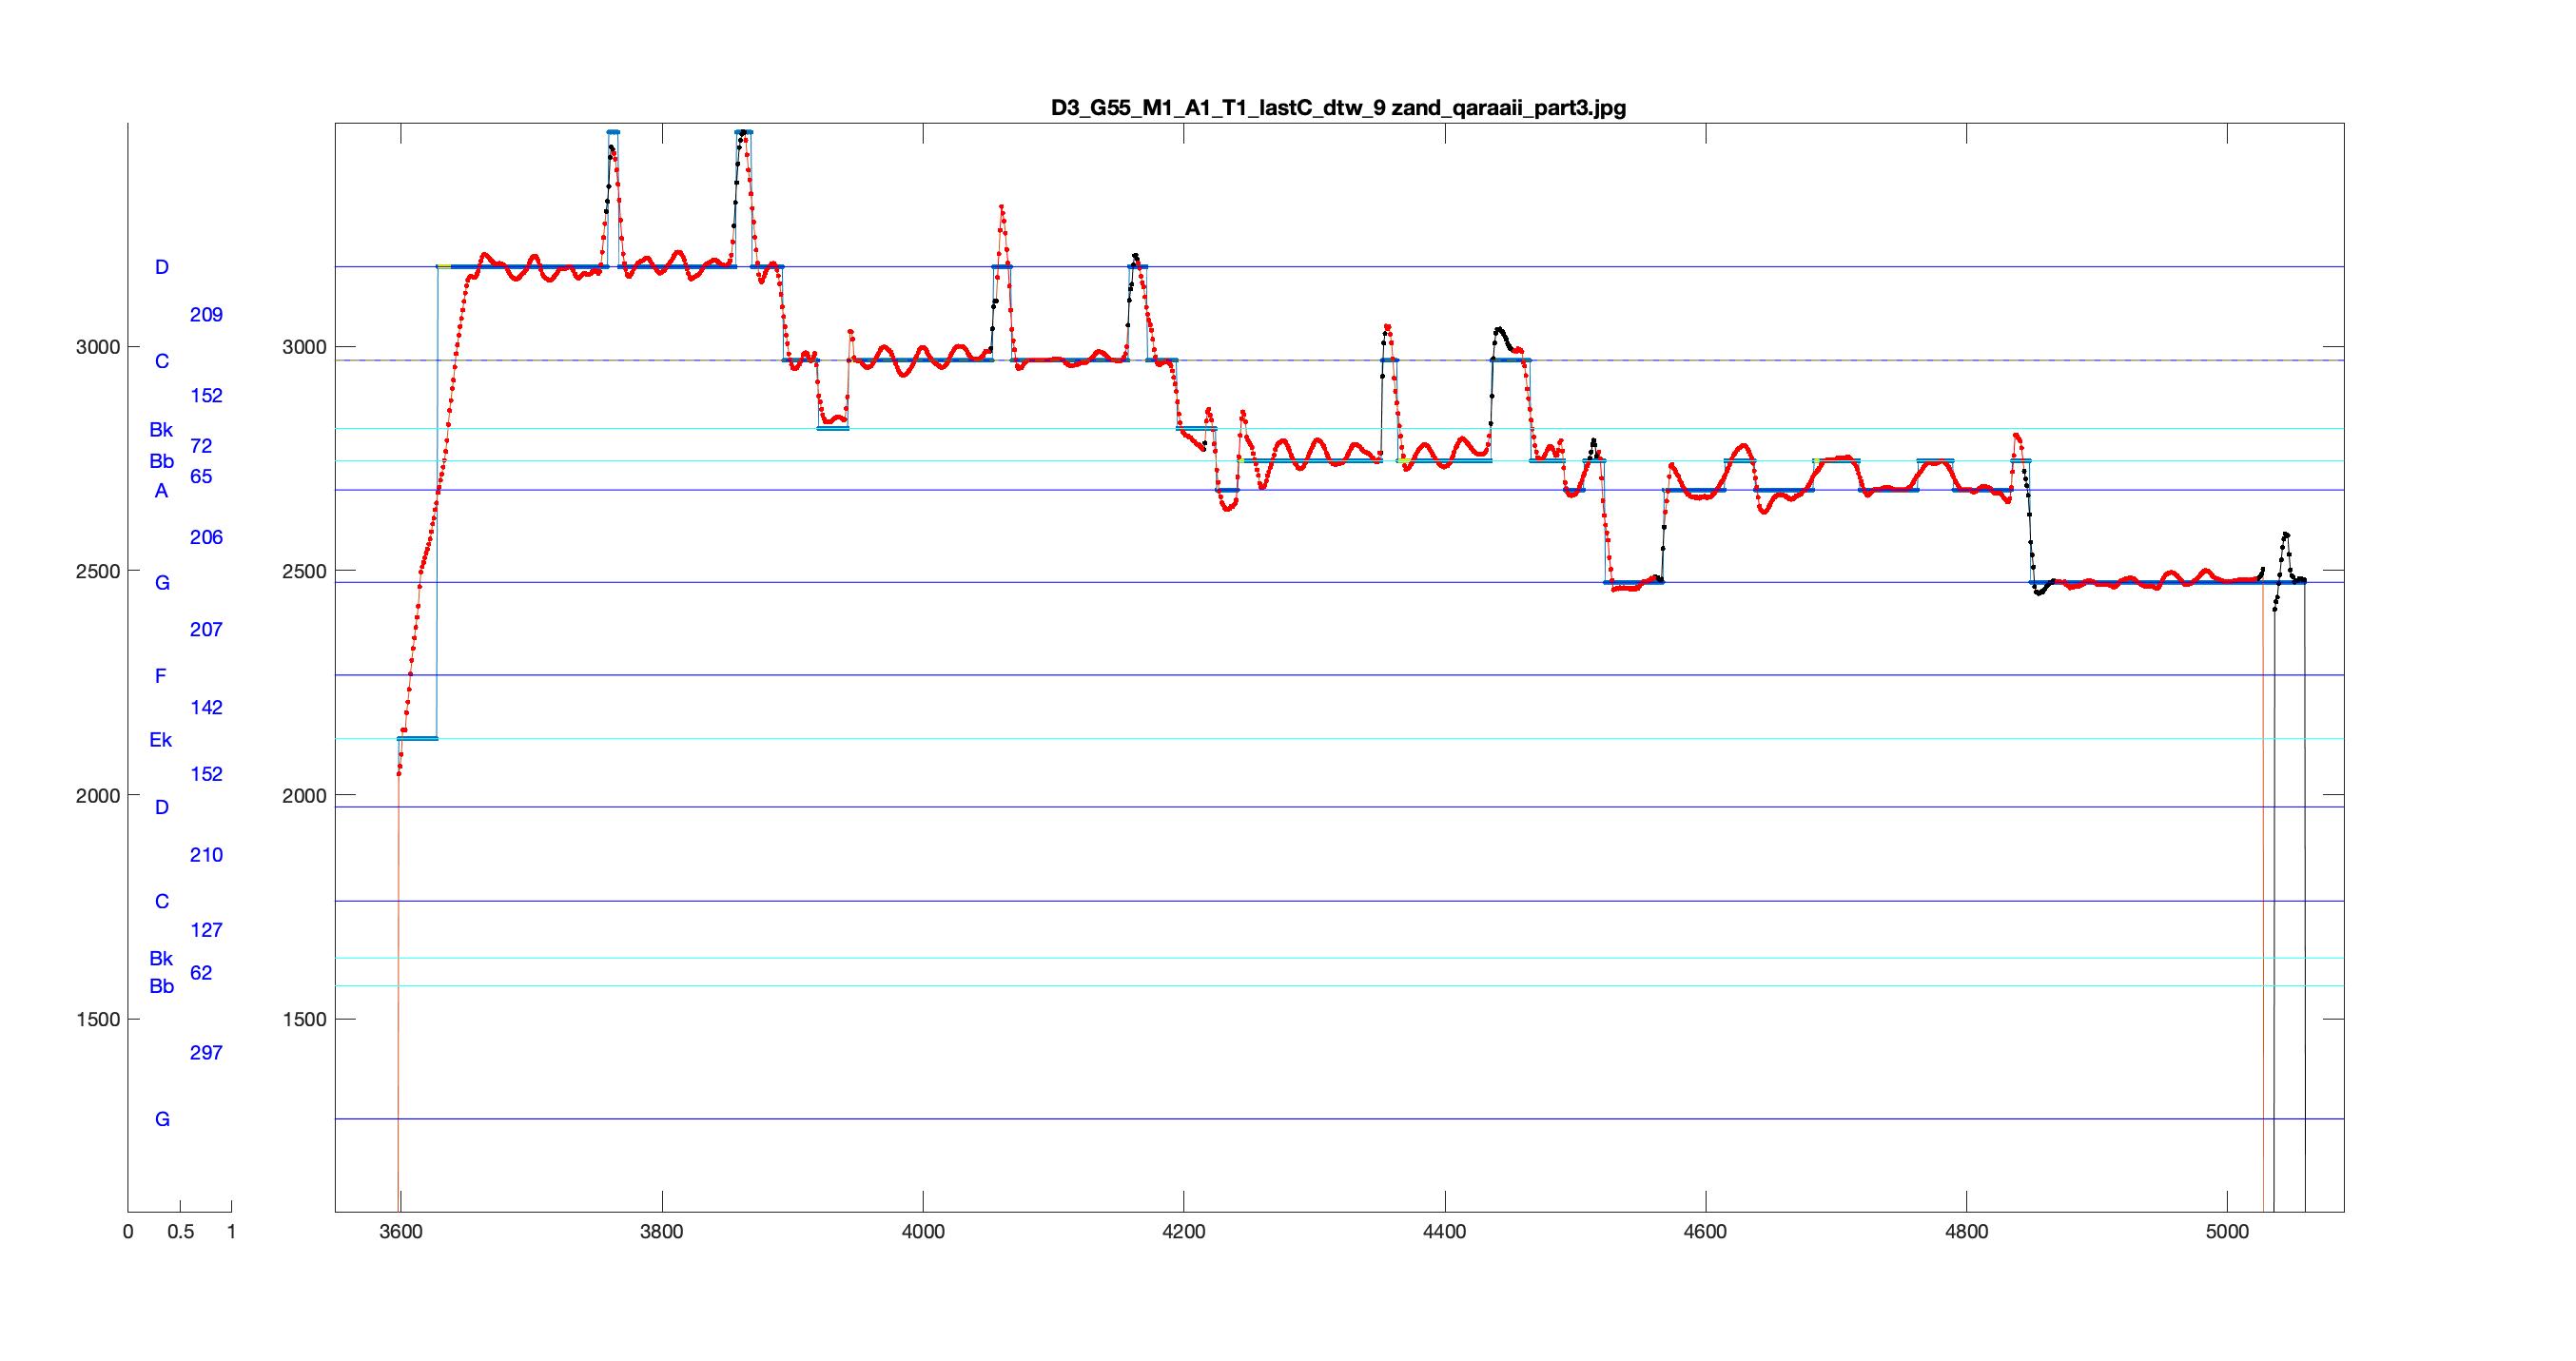 D3_G55_M1_A1_T1_lastC_dtw_9 zand_qaraaii_part3.jpg
D
209
3000 C 3000
152
Bk
72
Bb
65
A
206
2500 G 2500
207
F
142
Ek
152
2000 D 2000
210
C
127
Bk
62
Bb
1500 1500
297
G
0 0.5 1 3600 3800 4000 4200 4400 4600 4800 5000